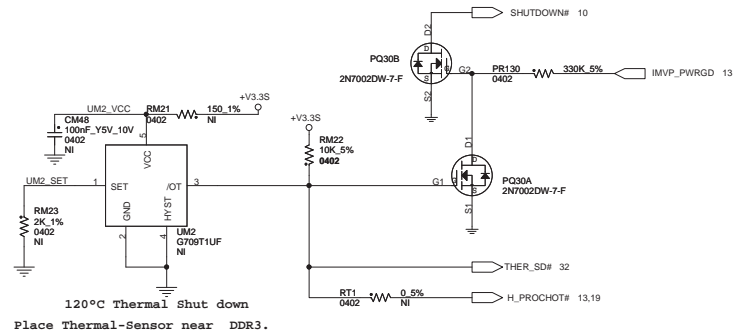 SHUTDOWN# 10
D2
D
PQ30B
G
G2
PR130
330K_5%
IMVP_PWRGD 13
2N7002DW-7-F
0402
S
S2
UM2_VCC
RM21
150_1%
+V3.3S
0402
NI
CM48
100nF_Y5V_10V
0402
NI
+V3.3S
RM22
10K_5%
0402
D1
D
5
VCC
UM2_SET
1
SET
/OT
3
G1
G
PQ30A
2N7002DW-7-F
S
S1
RM23
2K_1%
0402
NI
GND
HYST
2
4
UM2
G709T1UF
NI
THER_SD# 32
RT1
0_5%
H_PROCHOT# 13,19
0402
NI
120°C Thermal Shut down
Place Thermal-Sensor near DDR3.